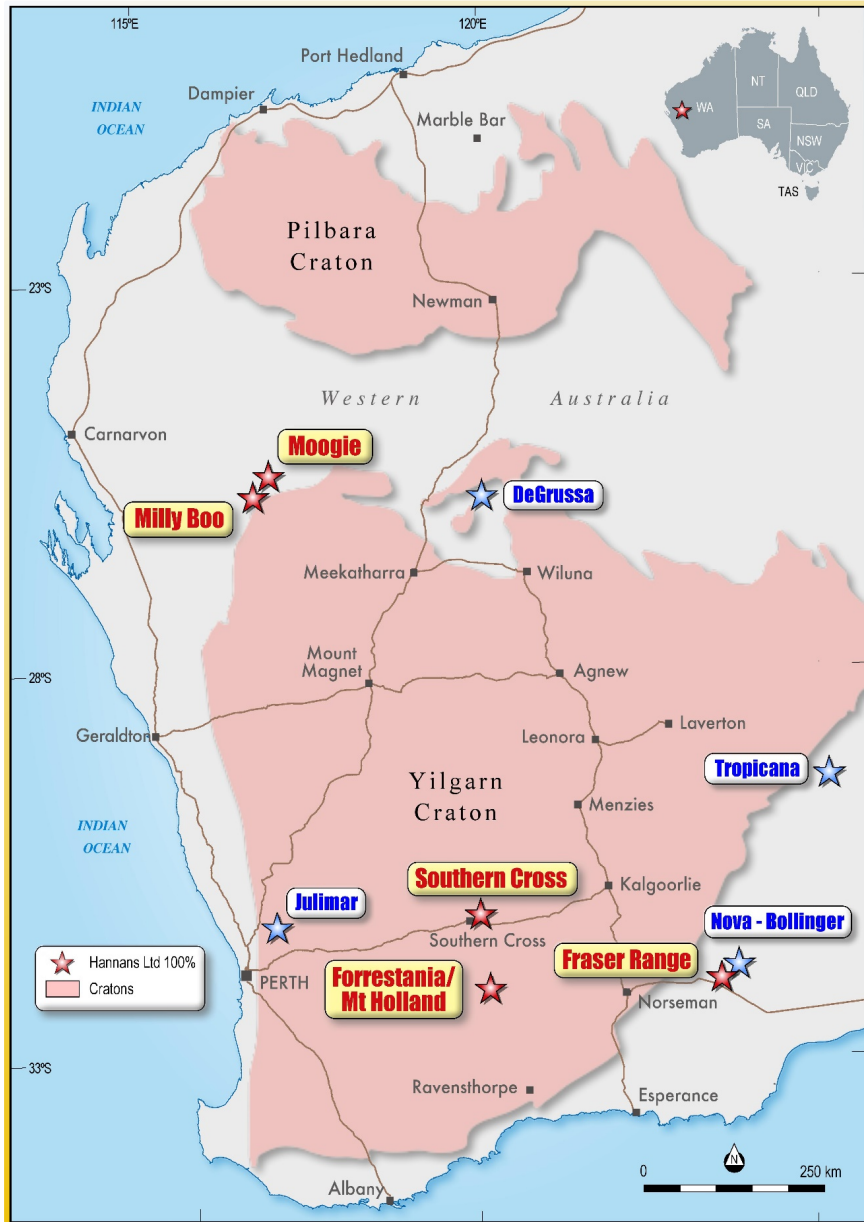 115ºE
120ºE
Port Hedland
Dampier
INDIAN
OCEAN
Marble Bar
NT
QLD
WA
SA
NSW
VIC
TAS
Pilbara
Craton
23ºS
Newman
Western
Australia
Carnarvon
Moogie
Milly Boo
DeGrussa
Meekatharra
Wiluna
Mount
Magnet
28ºS
Agnew
Geraldton
Leonora
Laverton
Tropicana
Yilgarn
Craton
Menzies
INDIAN
OCEAN
Southern Cross
Kalgoorlie
Julimar
Southern Cross
Nova - Bollinger
Hannans Ltd 100%
Cratons
PERTH
Forrestania/
Mt Holland
Fraser Range
Norseman
33ºS
Ravensthorpe
Esperance
N
0
250 km
Albany